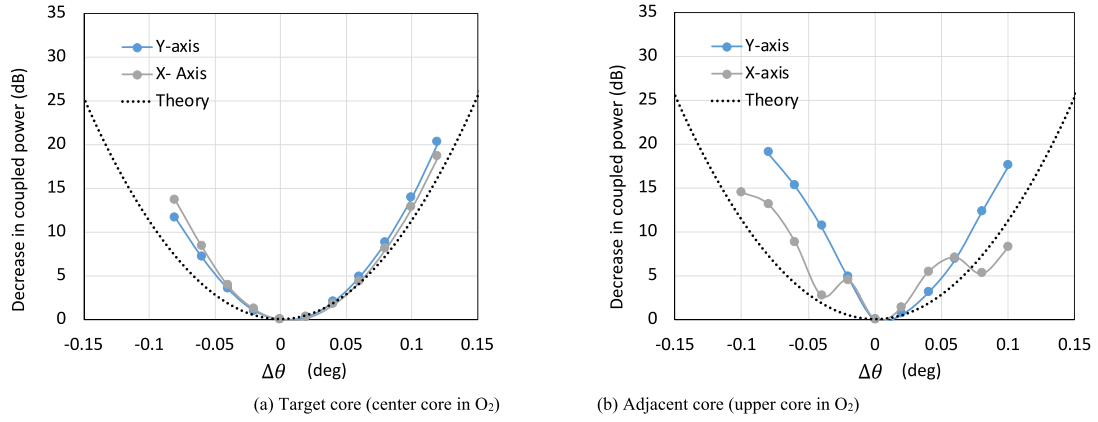 35
30
25
20
15
10
5
0
Decrease in coupled power (dB)
Y-axis
X- Axis
Theory
-0.15 -0.1 -0.05 0 0.05 0.1 0.15
Δθ (deg)
(a) Target core (center core in O₂)
35
30
25
20
15
10
5
0
Decrease in coupled power (dB)
Y-axis
X-axis
Theory
-0.15 -0.1 -0.05 0 0.05 0.1 0.15
Δθ (deg)
(b) Adjacent core (upper core in O₂)